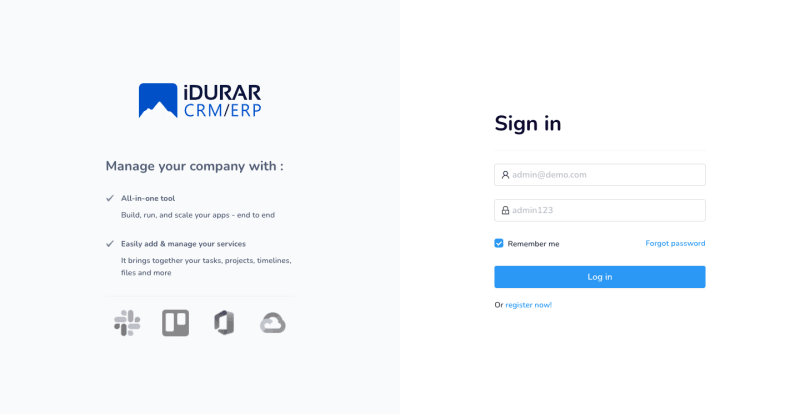 iDURAR
CRM/ERP
Manage your company with :
All-in-one tool
Build, run, and scale your apps - end to end
Easily add & manage your services
It brings together your tasks, projects, timelines,
files and more
Sign in
admin@demo.com
admin123
Remember me
Forgot password
Log in
Or register now!